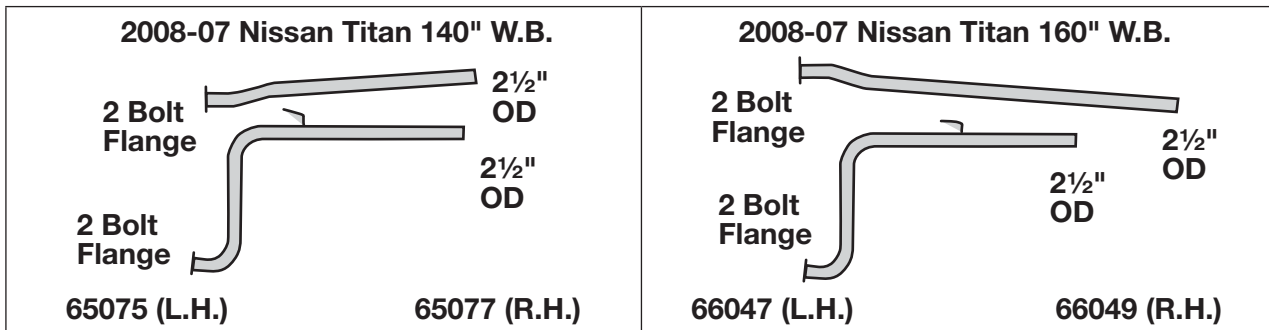 2008-07 Nissan Titan 140" W.B.
2 Bolt
Flange
2½"
OD
2½"
OD
2 Bolt
Flange
65075 (L.H.)
65077 (R.H.)
2008-07 Nissan Titan 160" W.B.
2 Bolt
Flange
2½"
OD
2½"
OD
2 Bolt
Flange
66047 (L.H.)
66049 (R.H.)